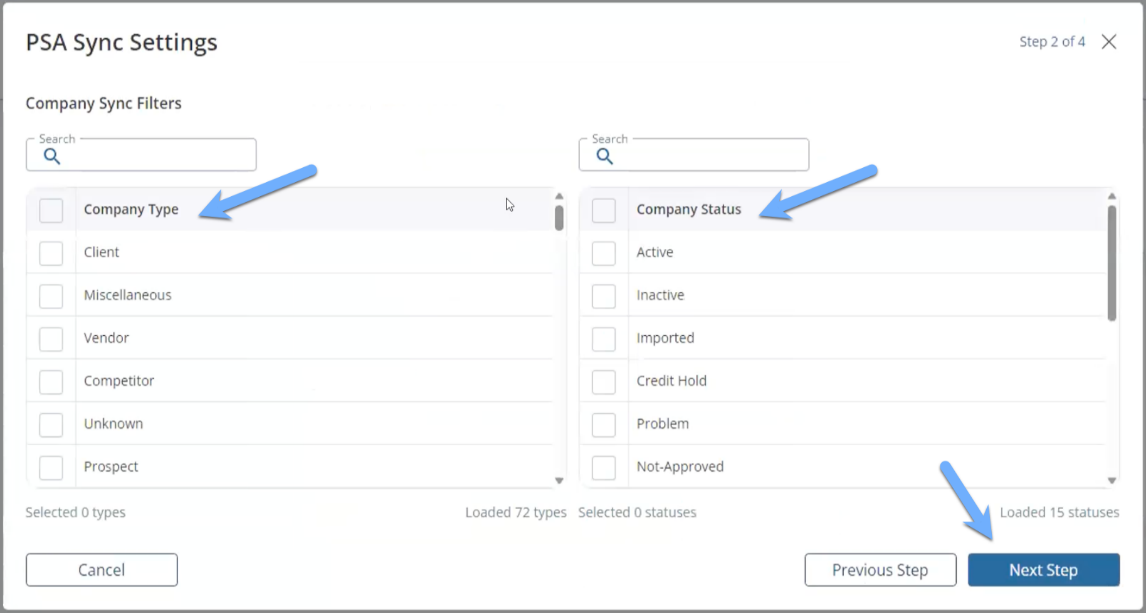 PSA Sync Settings
Step 2 of 4
Company Sync Filters
Search
Search
Company Type
Company Status
Client
Active
Miscellaneous
Inactive
Vendor
Imported
Competitor
Credit Hold
Unknown
Problem
Prospect
Not-Approved
Selected 0 types
Loaded 72 types
Selected 0 statuses
Loaded 15 statuses
Cancel
Previous Step
Next Step